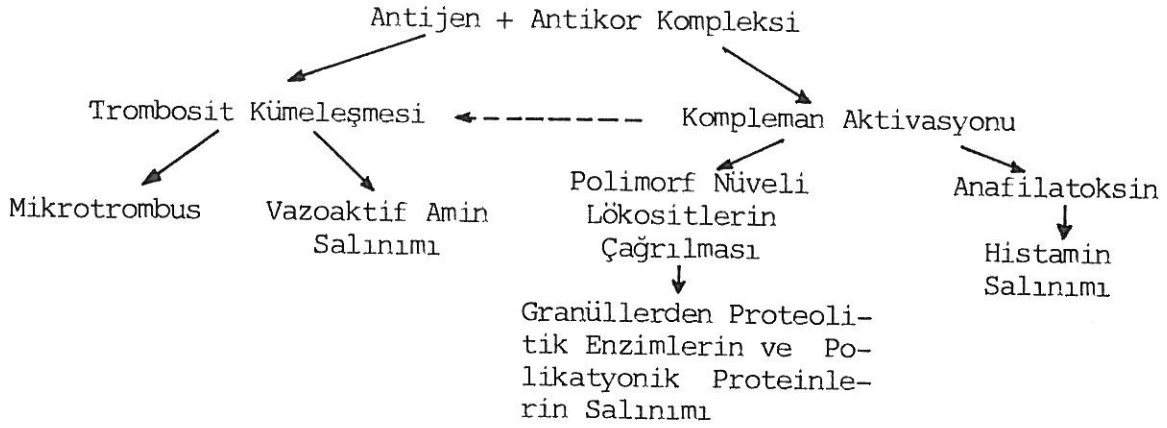 Antijen + Antikor Kompleksi
Trombosit Kümeleşmesi
Kompleman Aktivasyonu
Mikrotrombus
Vazoaktif Amin
Salınımı
Polimorf Nüveli
Lökositlerin
Çağrılması
Anafilatoksin
Histamin
Salınımı
Granüllerden Proteoli-
tik Enzimlerin ve Po-
likatyonik Proteinle-
rin Salınımı